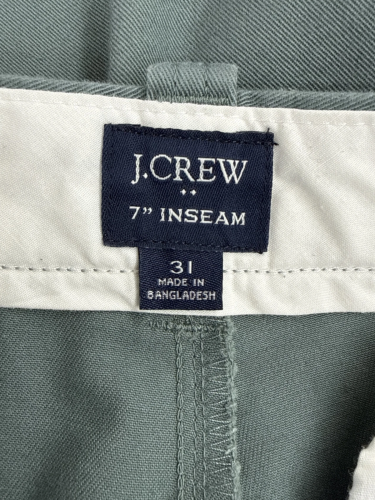 J.CREW
7” INSEAM
31
MADE IN
BANGLADESH